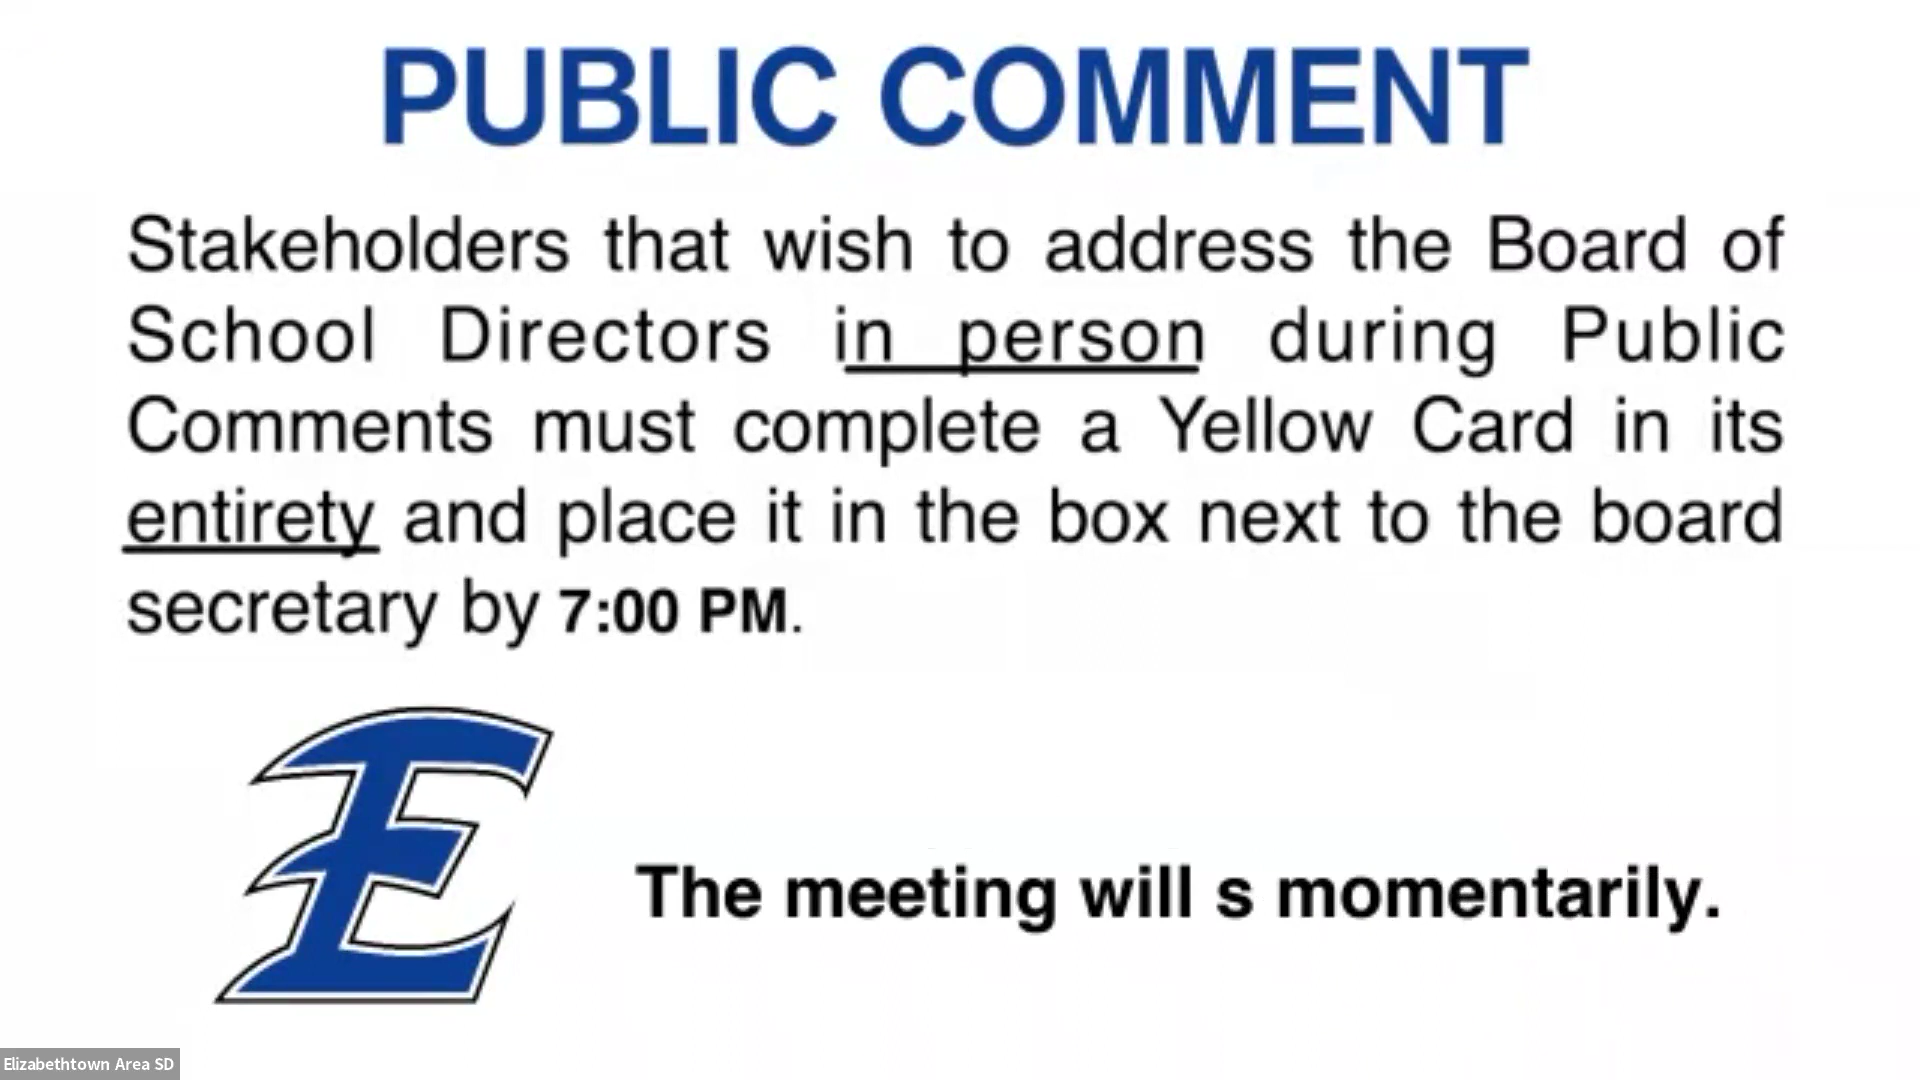 PUBLIC COMMENT
Stakeholders that wish to address the Board of
School Directors in person during Public
Comments must complete a Yellow Card in its
entirety and place it in the box next to the board
secretary by 7:00 PM.
E
The meeting will s momentarily.
Elizabethtown Area SD